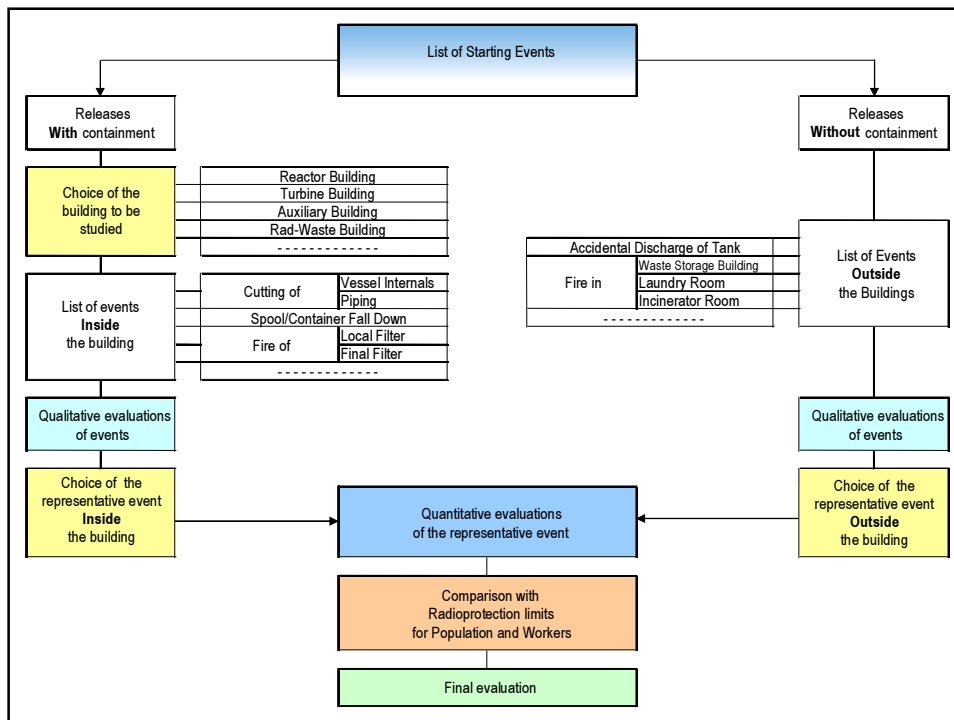 List of Starting Events
Releases
With containment
Releases
Without containment
Choice of the
building to be
studied
Reactor Building
Turbine Building
Auxiliary Building
Rad-Waste Building
- - - - - - - - - - - - -
List of events
Inside
the building
Cutting of
Vessel Internals
Piping
Spool/Container Fall Down
Fire of
Local Filter
Final Filter
- - - - - - - - - - - - -
Accidental Discharge of Tank
Fire in
Waste Storage Building
Laundry Room
Incinerator Room
- - - - - - - - - - - - -
List of Events
Outside
the Buildings
Qualitative evaluations
of events
Qualitative evaluations
of events
Choice of the
representative event
Inside
the building
Quantitative evaluations
of the representative event
Choice of the
representative event
Outside
the building
Comparison with
Radioprotection limits
for Population and Workers
Final evaluation